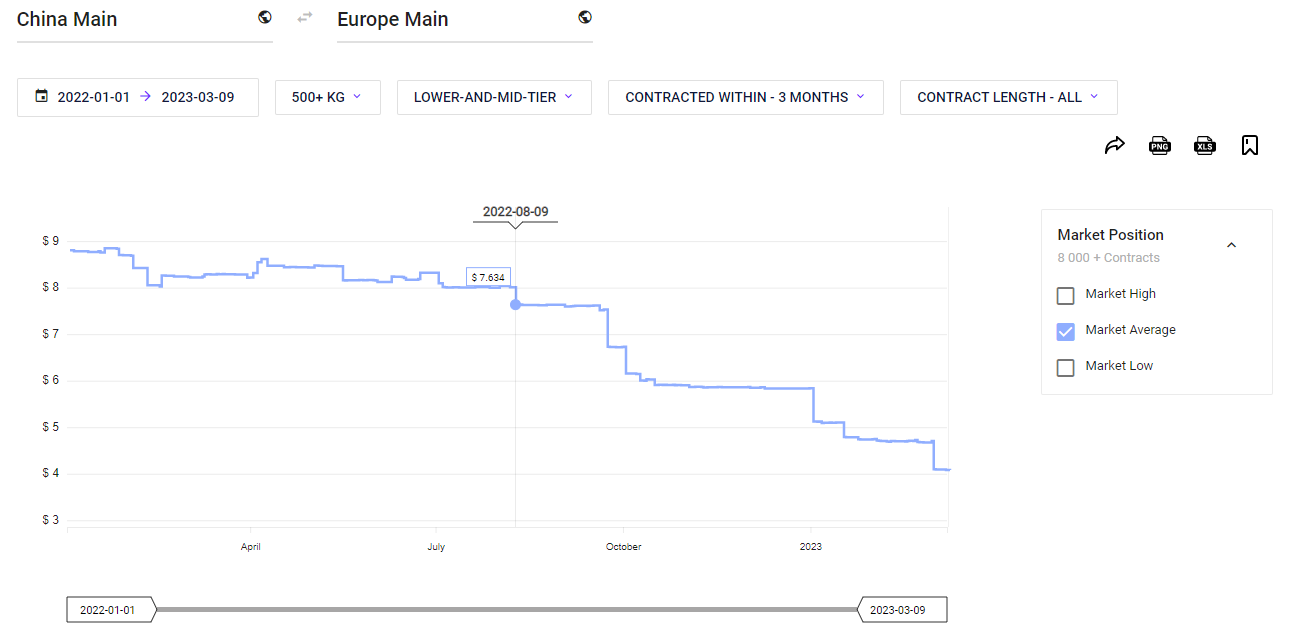 China Main
Europe Main
2022-01-01 → 2023-03-09
500+ KG
LOWER-AND-MID-TIER
CONTRACTED WITHIN - 3 MONTHS
CONTRACT LENGTH - ALL
PNG
XLS
2022-08-09
$ 7.634
$ 9
$ 8
$ 7
$ 6
$ 5
$ 4
$ 3
April
July
October
2023
Market Position
8 000 + Contracts
Market High
Market Average
Market Low
2022-01-01
2023-03-09